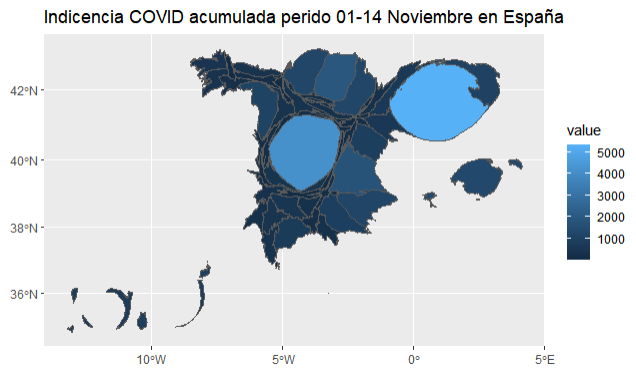 Indicencia COVID acumulada perido 01-14 Noviembre en España
42°N
40°N
38°N
36°N
10°W
5°W
0°
5°E
value
5000
4000
3000
2000
1000